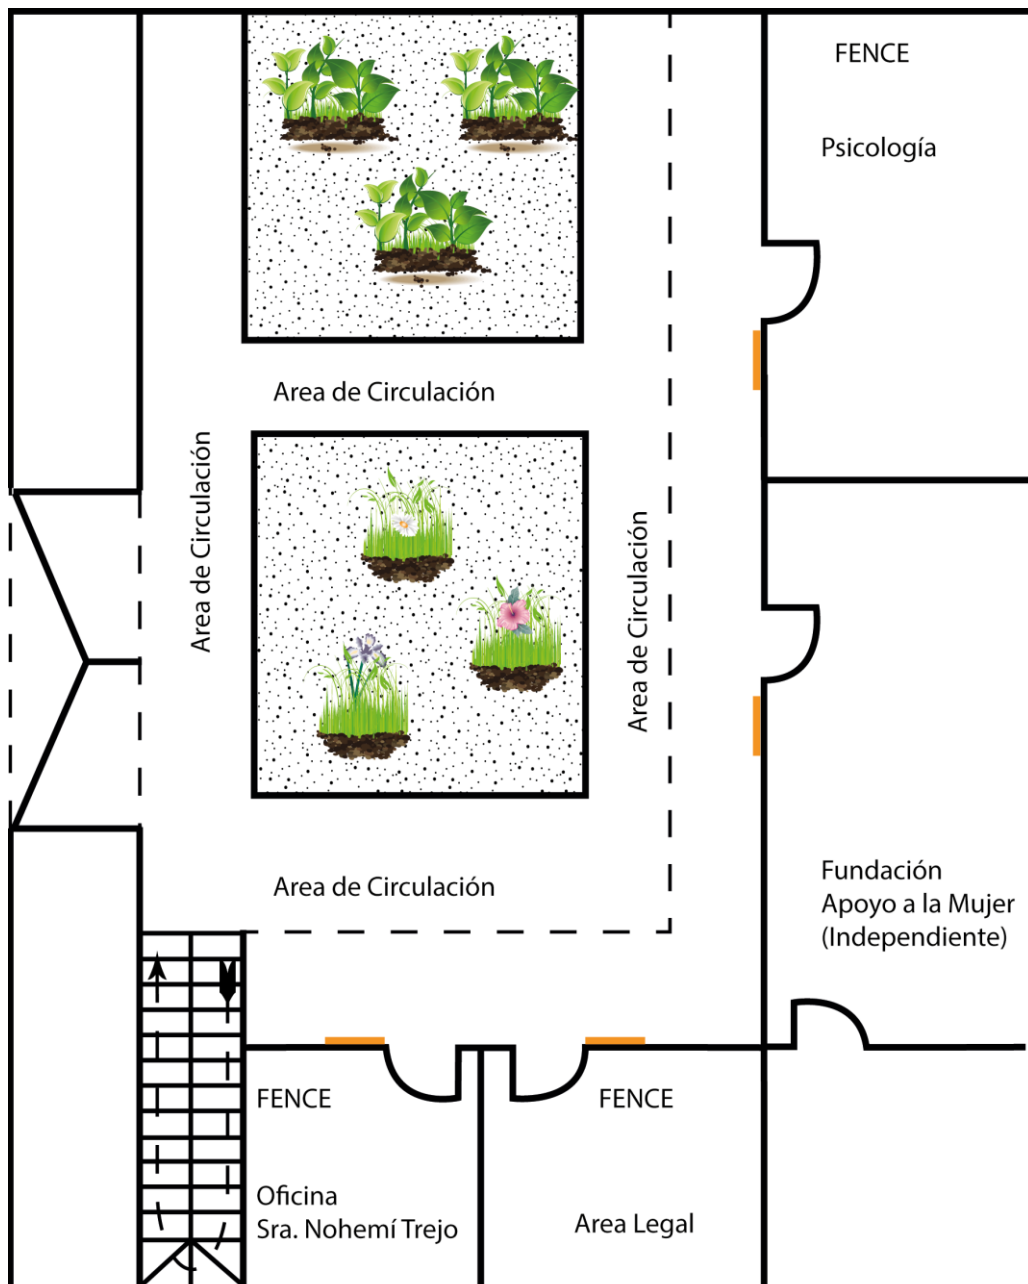 FENCE
Psicología
Area de Circulación
Area de Circulación
Area de Circulación
Area de Circulación
Fundación
Apoyo a la Mujer
(Independiente)
FENCE
Oficina
Sra. Nohemí Trejo
FENCE
Area Legal